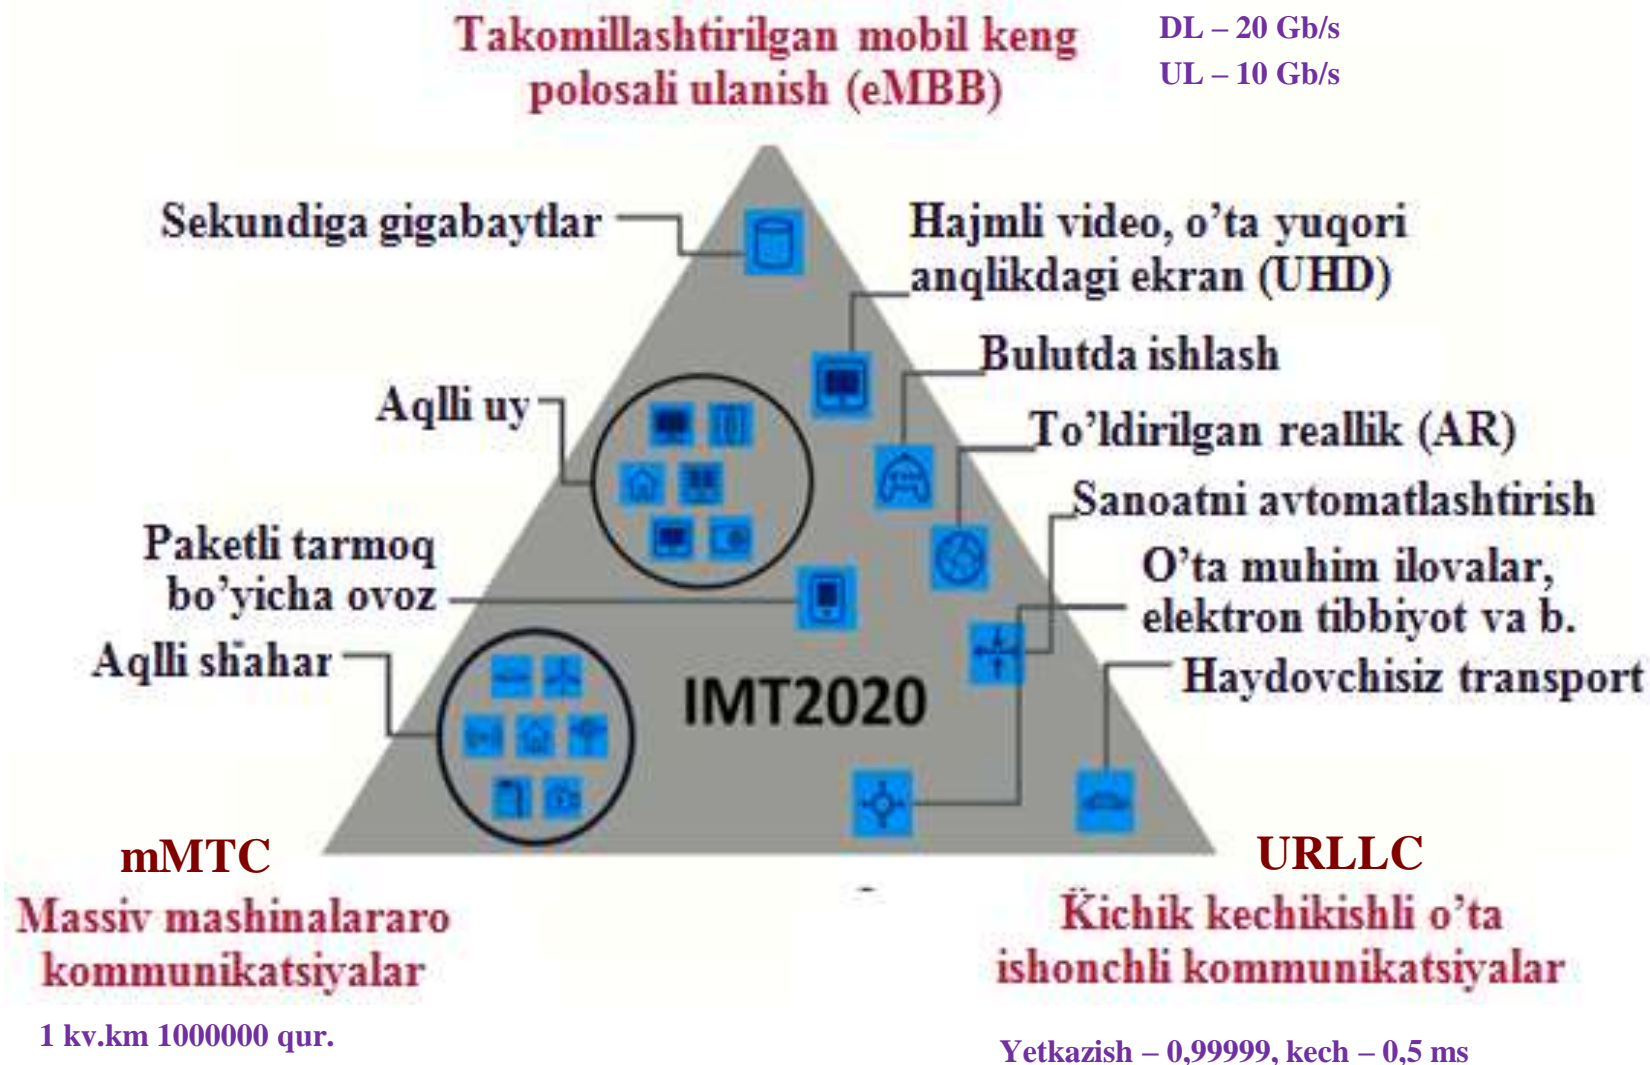 Takomillashtirilgan mobil keng
polosali ulanish (eMBB)
DL – 20 Gb/s
UL – 10 Gb/s
Sekundiga gigabaytlar
Hajmli video, o’ta yuqori
anqlikdagi ekran (UHD)
Bulutda ishlash
Aqlli uy
To’ldirilgan reallik (AR)
Sanoatni avtomatlashtirish
Paketli tarmoq
bo’yicha ovoz
O’ta muhim ilovalar,
elektron tibbiyot va b.
Aqlli shahar
Haydovchisiz transport
IMT2020
mMTC
Massiv mashinalararo
kommunikatsiyalar
1 kv.km 1000000 qur.
URLLC
Kichik kechikishli o’ta
ishonchli kommunikatsiyalar
Yetkazish – 0,99999, kech – 0,5 ms